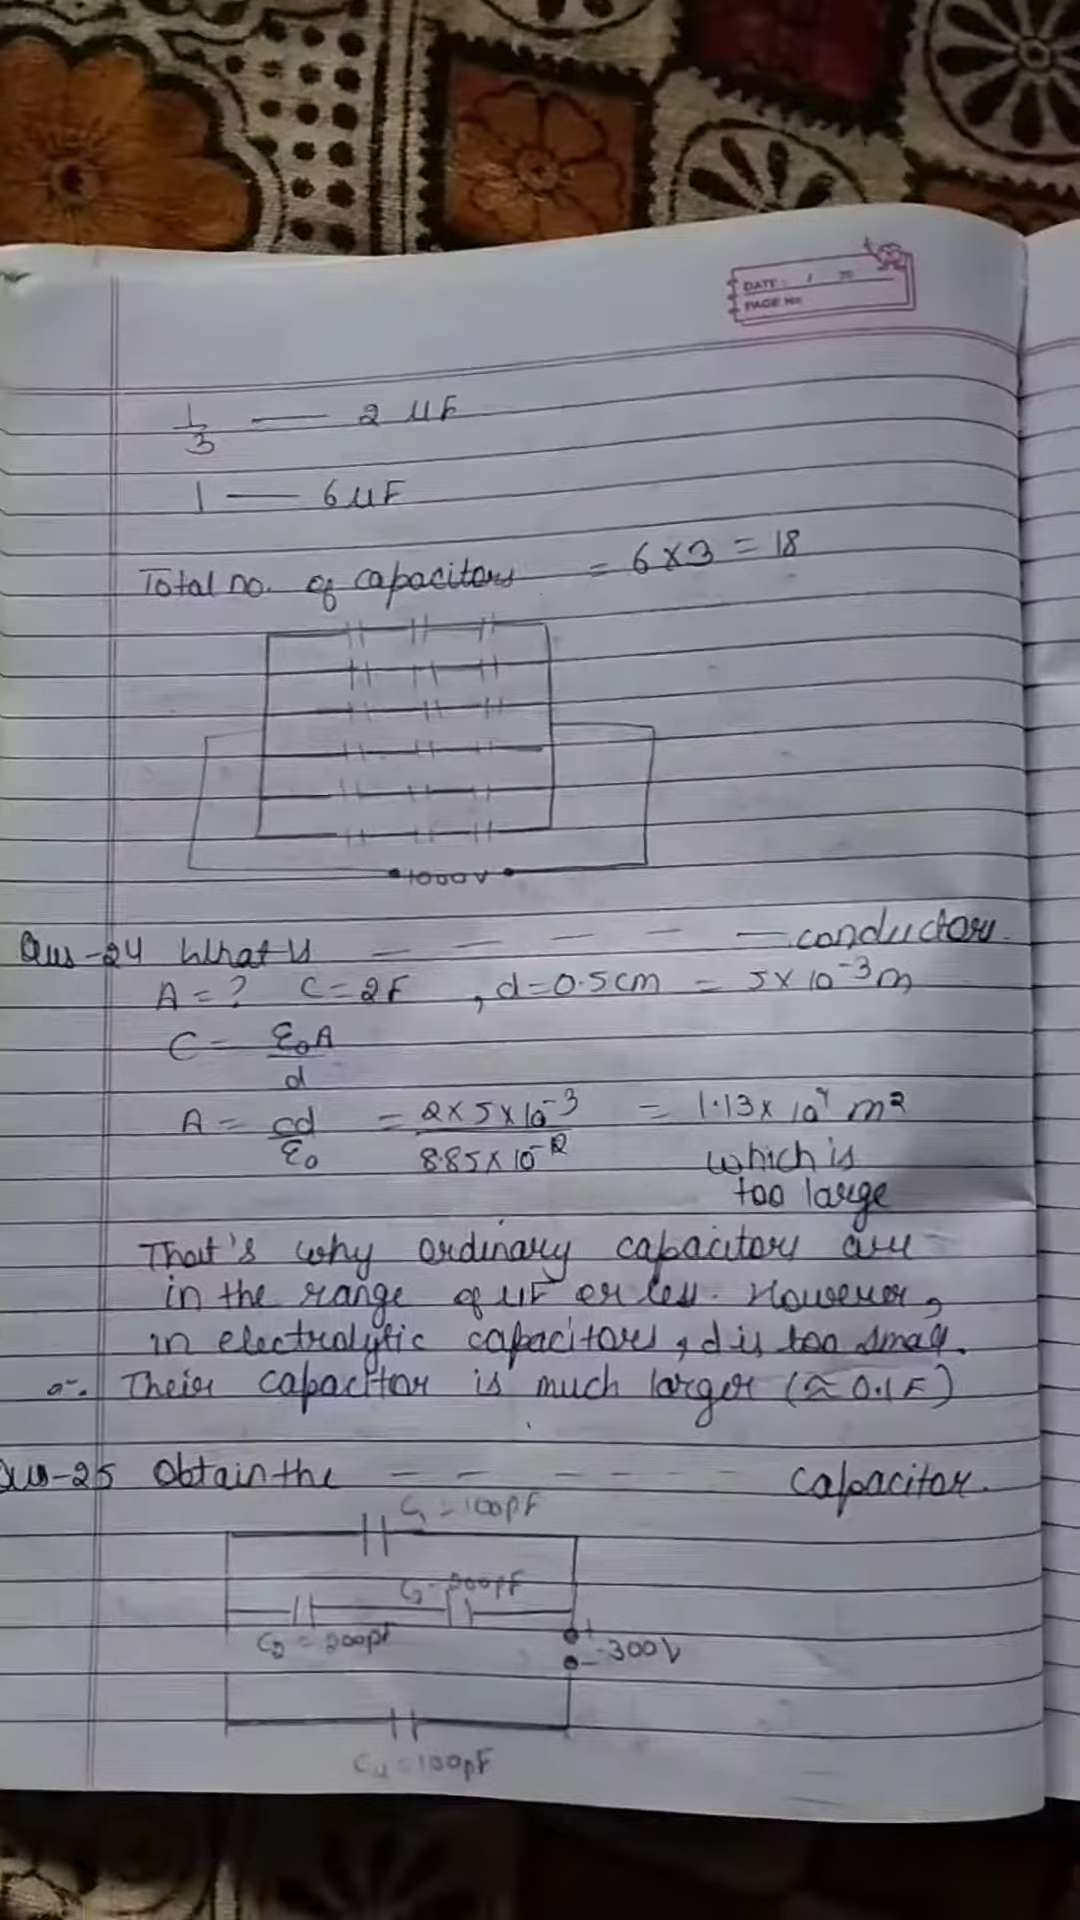 DATE: / 20
PAGE No.
1/3 — 2 μF
1 — 6 μF
Total no. of capacitors = 6×3 = 18
1000V
Qus-24 What is — — — — — conductors.
A = ? C = 2F , d = 0.5cm = 5×10⁻³m
C = ε₀A/d
A = cd/ε₀ = 2×5×10⁻³/8.85×10⁻¹² = 1.13×10⁹ m²
which is
too large
That's why ordinary capacitors are
in the range of μF or less. However,
in electrolytic capacitors, d is too small.
Their capacitor is much larger (≈ 0.1F)
Qus-25 Obtain the — — — — — — capacitor.
C₁ = 100pF
C₃ = 200pF
C₂ = 200pF
+
- 300V
C₄ = 100pF